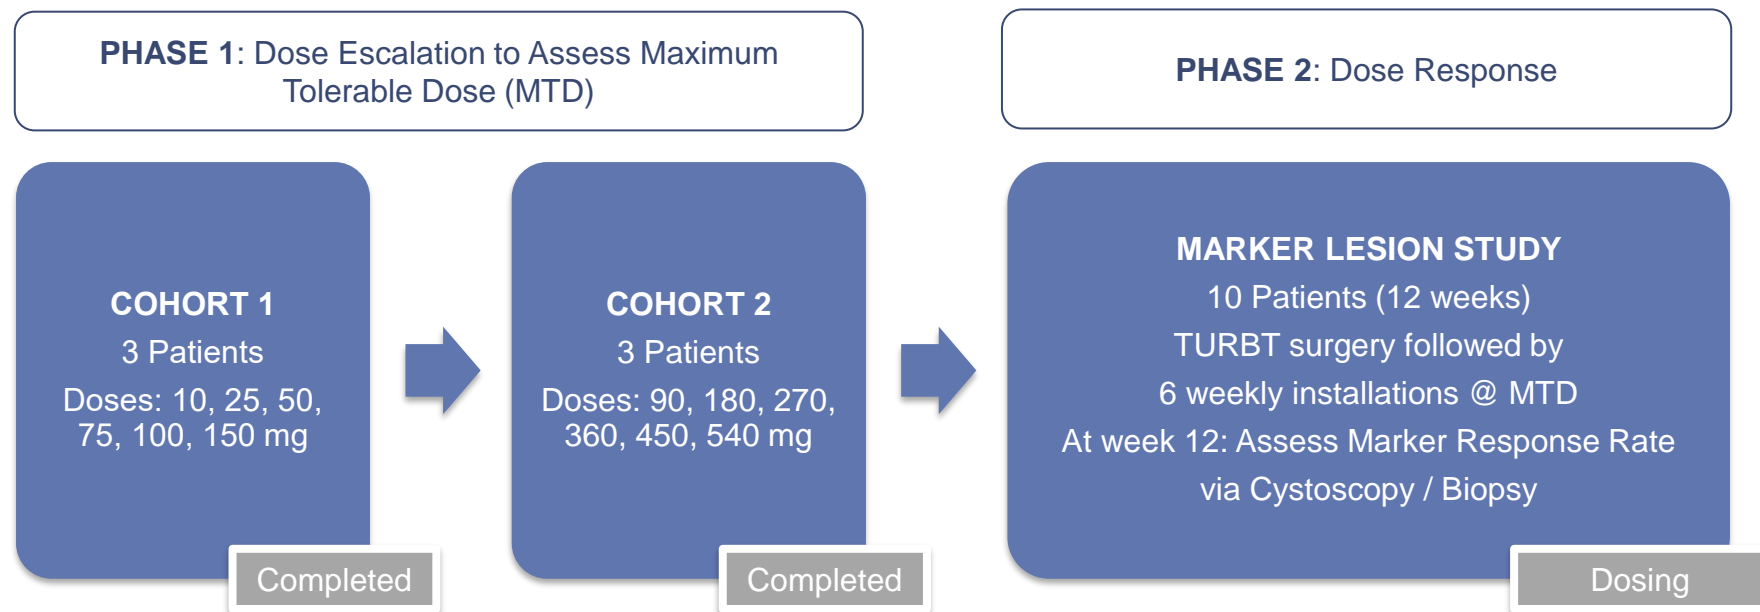 PHASE 1: Dose Escalation to Assess Maximum
Tolerable Dose (MTD)
PHASE 2: Dose Response
COHORT 1
3 Patients
Doses: 10, 25, 50,
75, 100, 150 mg
Completed
COHORT 2
3 Patients
Doses: 90, 180, 270,
360, 450, 540 mg
Completed
MARKER LESION STUDY
10 Patients (12 weeks)
TURBT surgery followed by
6 weekly installations @ MTD
At week 12: Assess Marker Response Rate
via Cystoscopy / Biopsy
Dosing